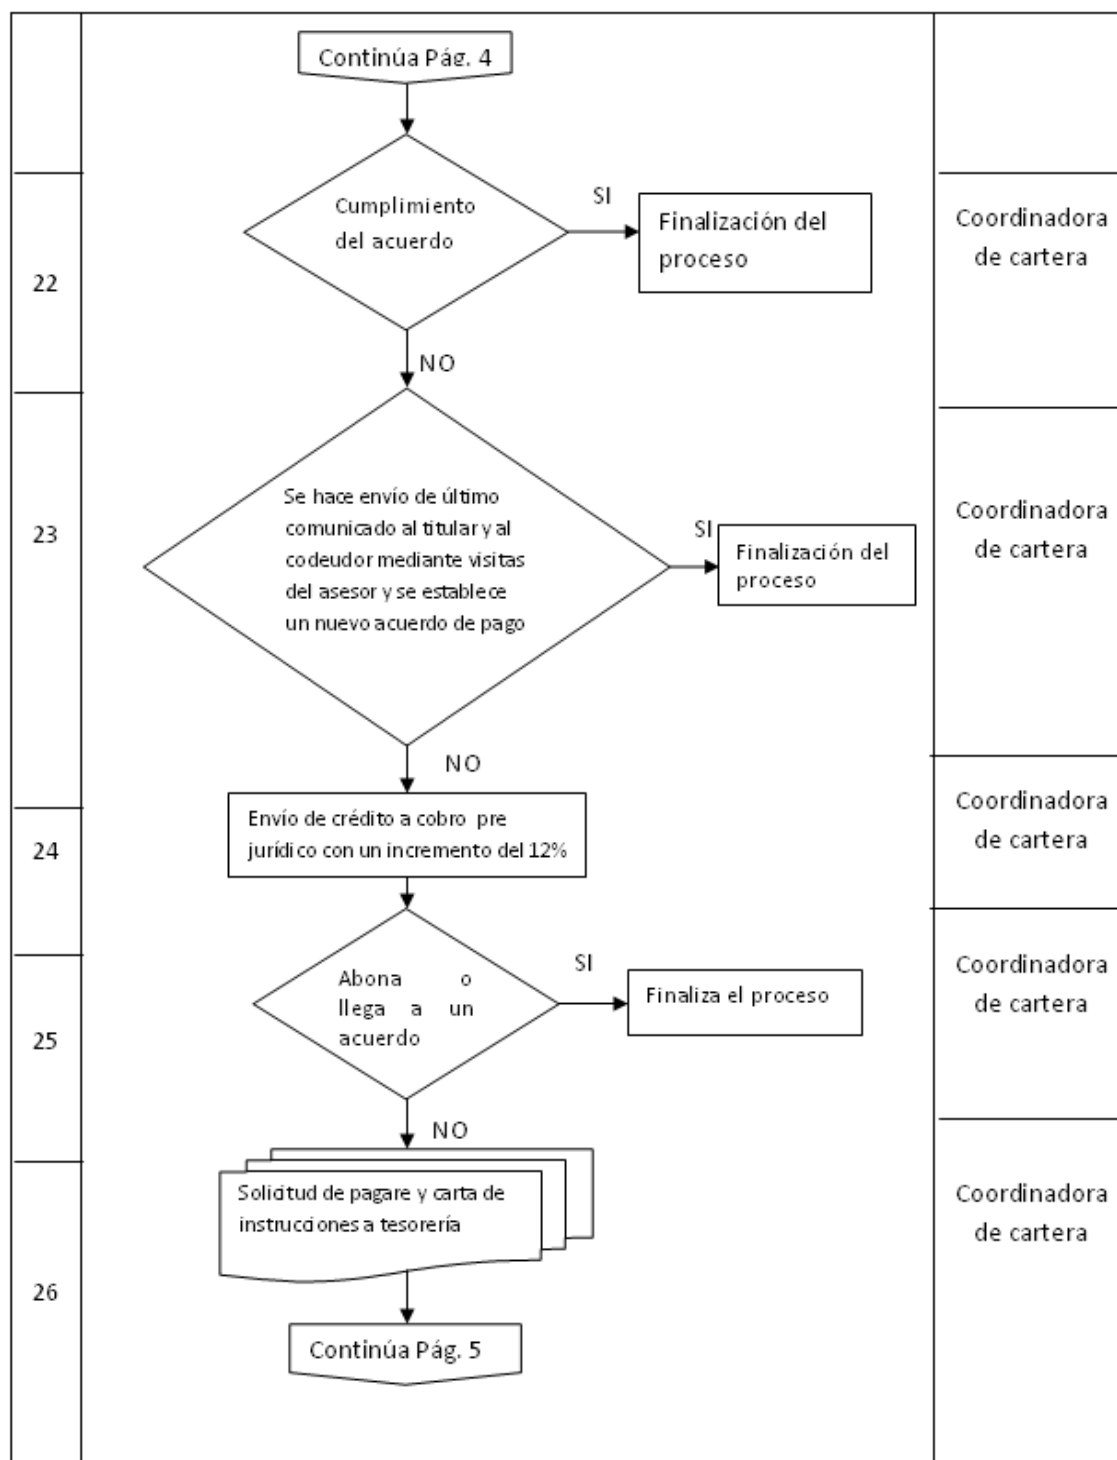 Continúa Pág. 4
22
Cumplimiento
del acuerdo
SI
Finalización del
proceso
Coordinadora
de cartera
NO
23
Se hace envío de último
comunicado al titular y al
codeudor mediante visitas
del asesor y se establece
un nuevo acuerdo de pago
SI
Finalización del
proceso
Coordinadora
de cartera
NO
24
Envío de crédito a cobro pre
jurídico con un incremento del 12%
Coordinadora
de cartera
25
Abona o
llega a un
acuerdo
SI
Finaliza el proceso
Coordinadora
de cartera
NO
26
Solicitud de pagare y carta de
instrucciones a tesorería
Coordinadora
de cartera
Continúa Pág. 5